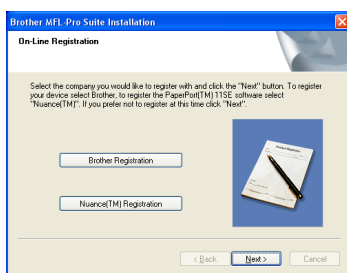 Brother MFL-Pro Suite Installation
On-Line Registration
Select the company you would like to register with and click the "Next" button. To register
your device select Brother, to register the PaperPort(TM) 11SE software select
"Nuance(TM)". If you prefer not to register at this time click "Next".
Brother Registration
Nuance(TM) Registration
Product Registration
< Back
Next >
Cancel